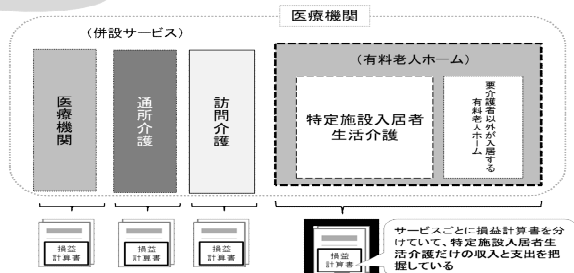 医療機関
(併設サービス)
医療機関
通所介護
訪問介護
(有料老人ホーム)
特定施設入居者
生活介護
要介護者以外が入居する
有料老人ホーム
損益
計算書
損益
計算書
損益
計算書
損益
計算書
サービスごとに損益計算書を分
けていて、特定施設入居者生
活介護だけの収入と支出を把
握している